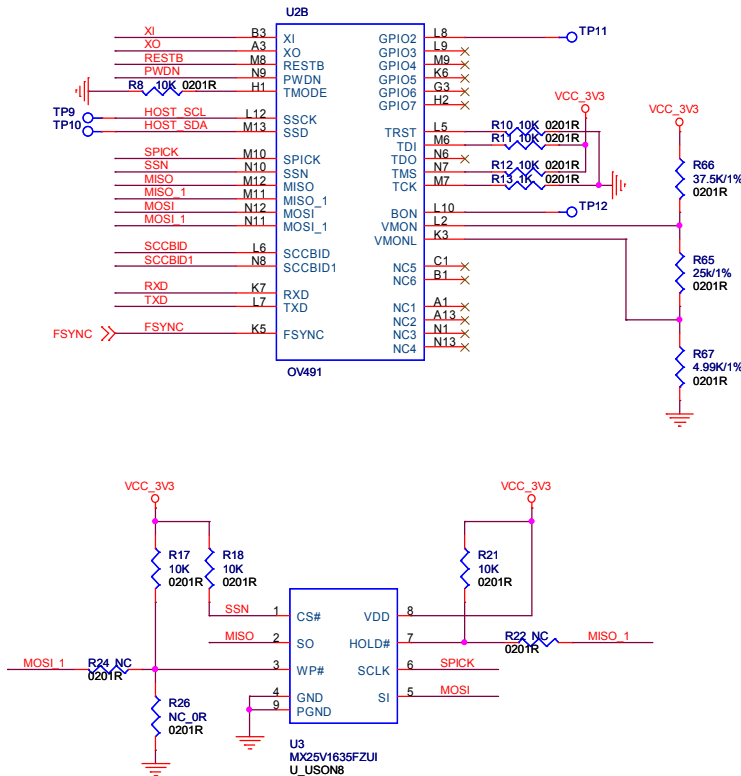 U2B
XI B3 XI GPIO2 L8 TP11
XO A3 XO GPIO3 L9
RESTB M8 RESTB GPIO4 M9
PWDN N9 PWDN GPIO5 K6
R8 10K 0201R H1 TMODE GPIO6 G3
GPIO7 H2
VCC_3V3
VCC_3V3
TP9 HOST_SCL L12 SSCK
TP10 HOST_SDA M13 SSD
TRST L5 R10 10K 0201R
TDI M6 R11 10K 0201R
SPICK M10 SPICK TDO N6
SSN N10 SSN TMS N7 R12 10K 0201R
MISO M12 MISO TCK M7 R13 1K 0201R
MISO_1 M11 MISO_1
MOSI N12 MOSI BON L10 TP12
MOSI_1 N11 MOSI_1 VMON L2
VMONL K3
R66
37.5K/1%
0201R
SCCBID L6 SCCBID
SCCBID1 N8 SCCBID1
NC5 C1
NC6 B1
R65
25k/1%
0201R
RXD K7 RXD
TXD L7 TXD
NC1 A1
NC2 A13
FSYNC FSYNC K5 FSYNC NC3 N1
NC4 N13
R67
4.99K/1%
0201R
OV491
VCC_3V3
VCC_3V3
R17
10K
0201R
R18
10K
0201R
R21
10K
0201R
SSN 1 CS# VDD 8
MISO 2 SO HOLD# 7 R22 NC MISO_1
0201R
MOSI_1 R24 NC 3 WP# SCLK 6 SPICK
0201R
4 GND SI 5 MOSI
9 PGND
R26
NC_0R
0201R
U3
MX25V1635FZUI
U_USON8